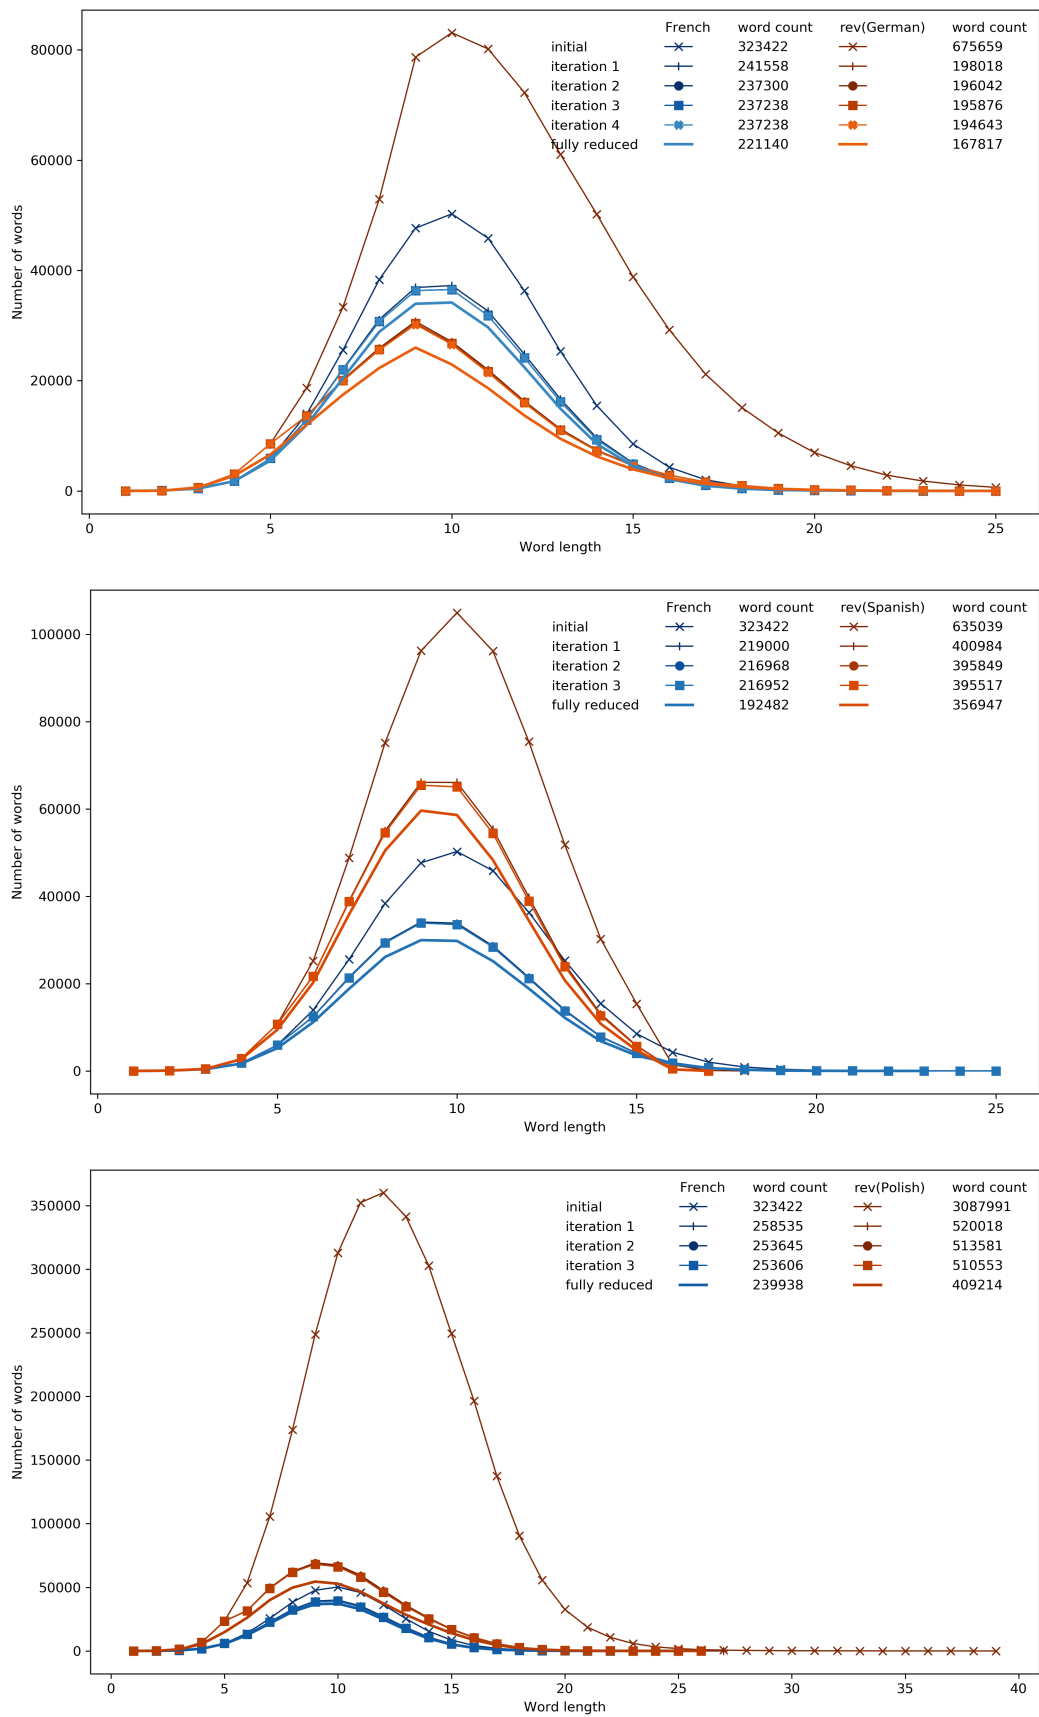 French word count rev(German) word count
initial 323422 675659
iteration 1 241558 198018
iteration 2 237300 196042
iteration 3 237238 195876
iteration 4 237238 194643
fully reduced 221140 167817
80000
60000
40000
20000
0
Number of words
0 5 10 15 20 25
Word length
French word count rev(Spanish) word count
initial 323422 635039
iteration 1 219000 400984
iteration 2 216968 395849
iteration 3 216952 395517
fully reduced 192482 356947
100000
80000
60000
40000
20000
0
Number of words
0 5 10 15 20 25
Word length
French word count rev(Polish) word count
initial 323422 3087991
iteration 1 258535 520018
iteration 2 253645 513581
iteration 3 253606 510553
fully reduced 239938 409214
350000
300000
250000
200000
150000
100000
50000
0
Number of words
0 5 10 15 20 25 30 35 40
Word length